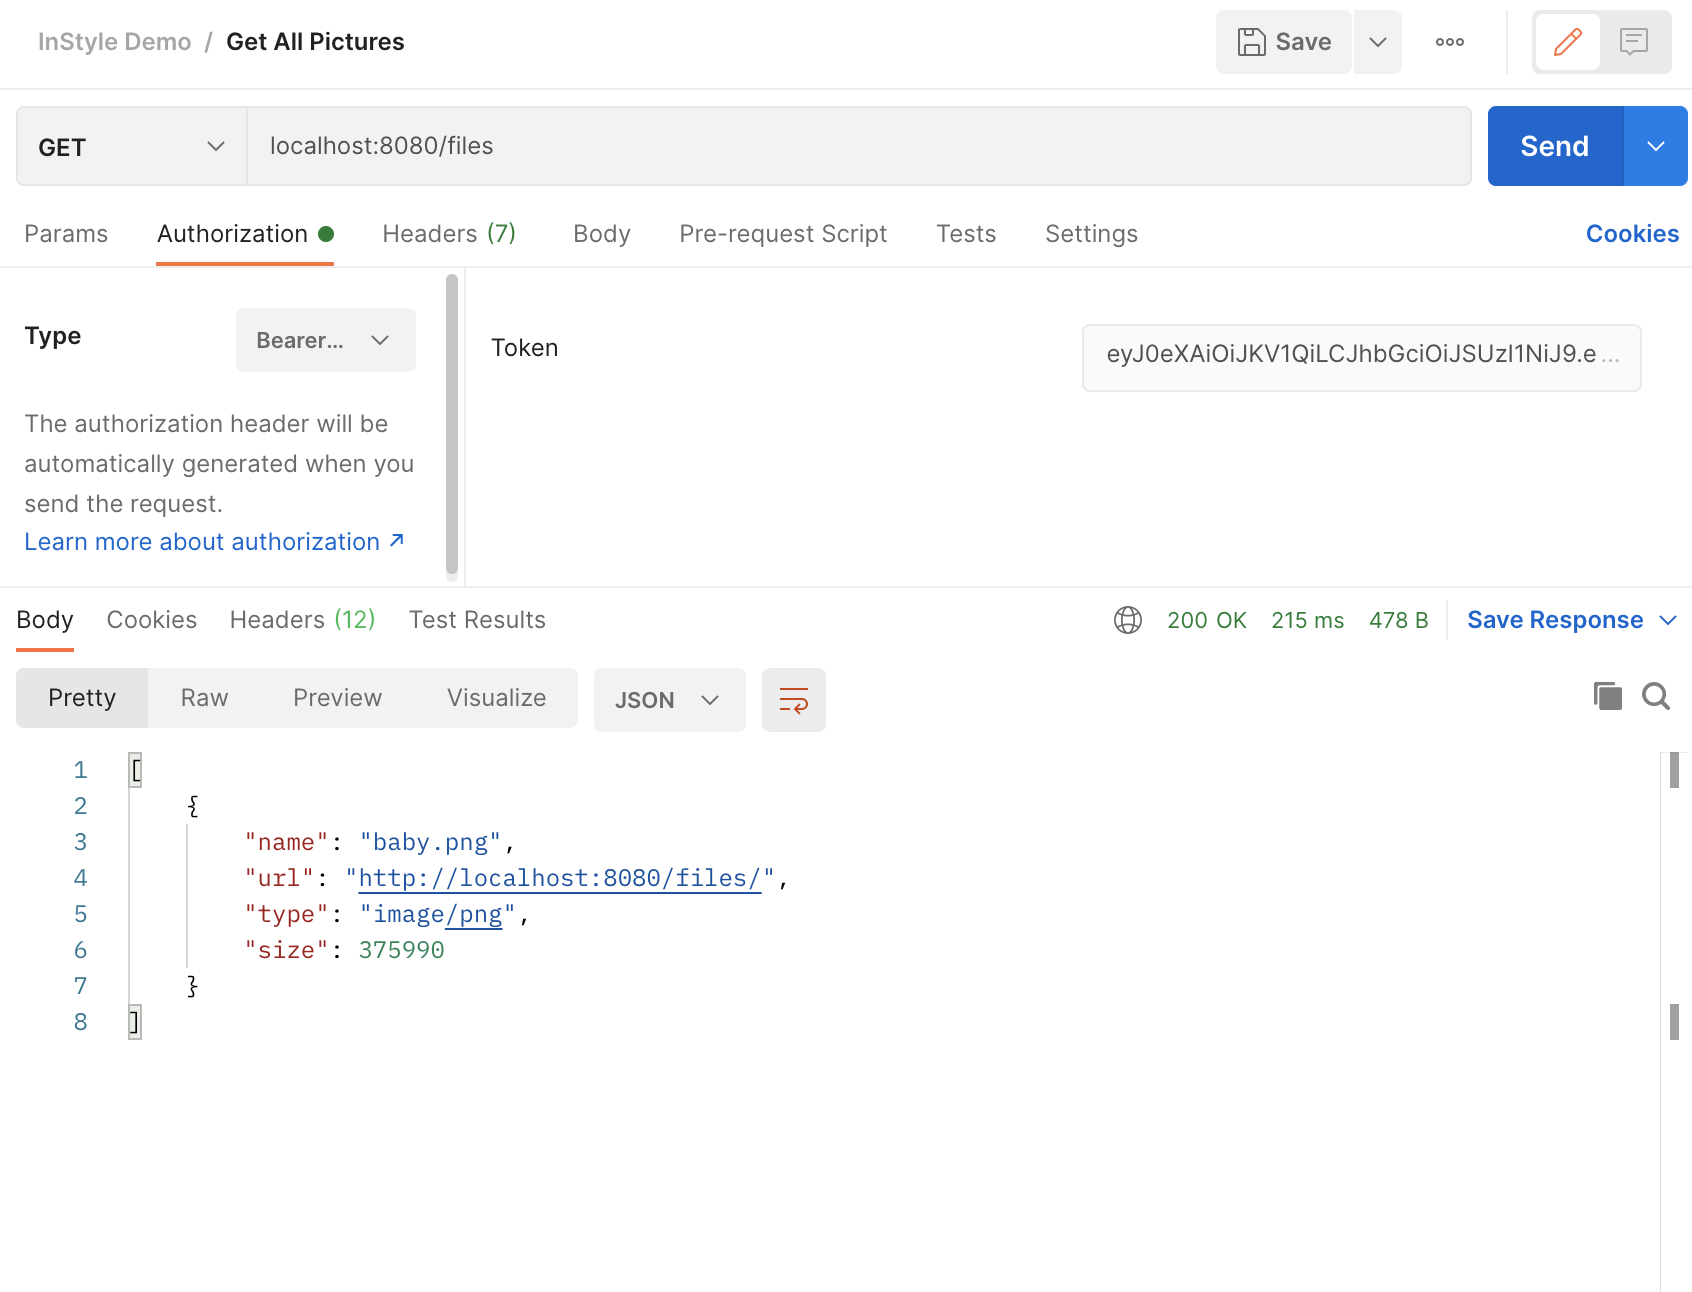 InStyle Demo / Get All Pictures
Save
GET
localhost:8080/files
Send
Params Authorization Headers (7) Body Pre-request Script Tests Settings Cookies
Type
Bearer...
The authorization header will be
automatically generated when you
send the request.
Learn more about authorization ↗
Token
eyJ0eXAiOiJKV1QiLCJhbGciOiJSUzI1NiJ9.e ...
Body Cookies Headers (12) Test Results
200 OK 215 ms 478 B Save Response
Pretty Raw Preview Visualize JSON
1 [
2 {
3 "name": "baby.png",
4 "url": "http://localhost:8080/files/",
5 "type": "image/png",
6 "size": 375990
7 }
8 ]